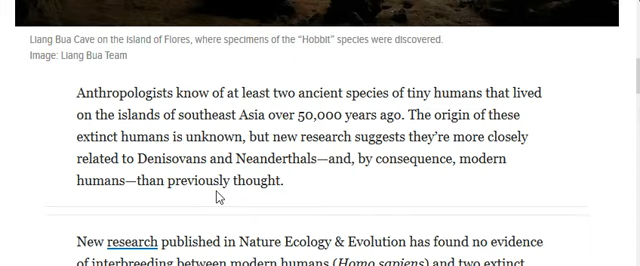 Liang Bua Cave on the Island of Flores, where specimens of the “Hobbit” species were discovered.
Image: Liang Bua Team
Anthropologists know of at least two ancient species of tiny humans that lived
on the islands of southeast Asia over 50,000 years ago. The origin of these
extinct humans is unknown, but new research suggests they’re more closely
related to Denisovans and Neanderthals—and, by consequence, modern
humans—than previously thought.
New research published in Nature Ecology & Evolution has found no evidence
of interbreeding between modern humans (Homo sapiens) and two extinct